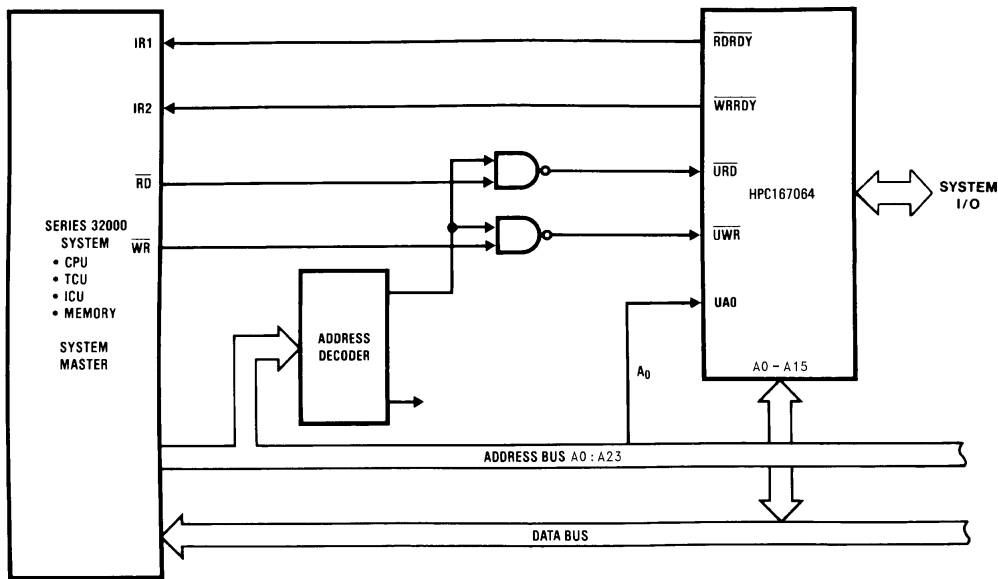 IR1
RDRDY
IR2
WRRDY
RD
URD
HPC167064
SYSTEM
I/O
SERIES 32000
SYSTEM
• CPU
• TCU
• ICU
• MEMORY
SYSTEM
MASTER
WR
UWR
ADDRESS
DECODER
UA0
A₀
A0 – A15
ADDRESS BUS A0 : A23
DATA BUS